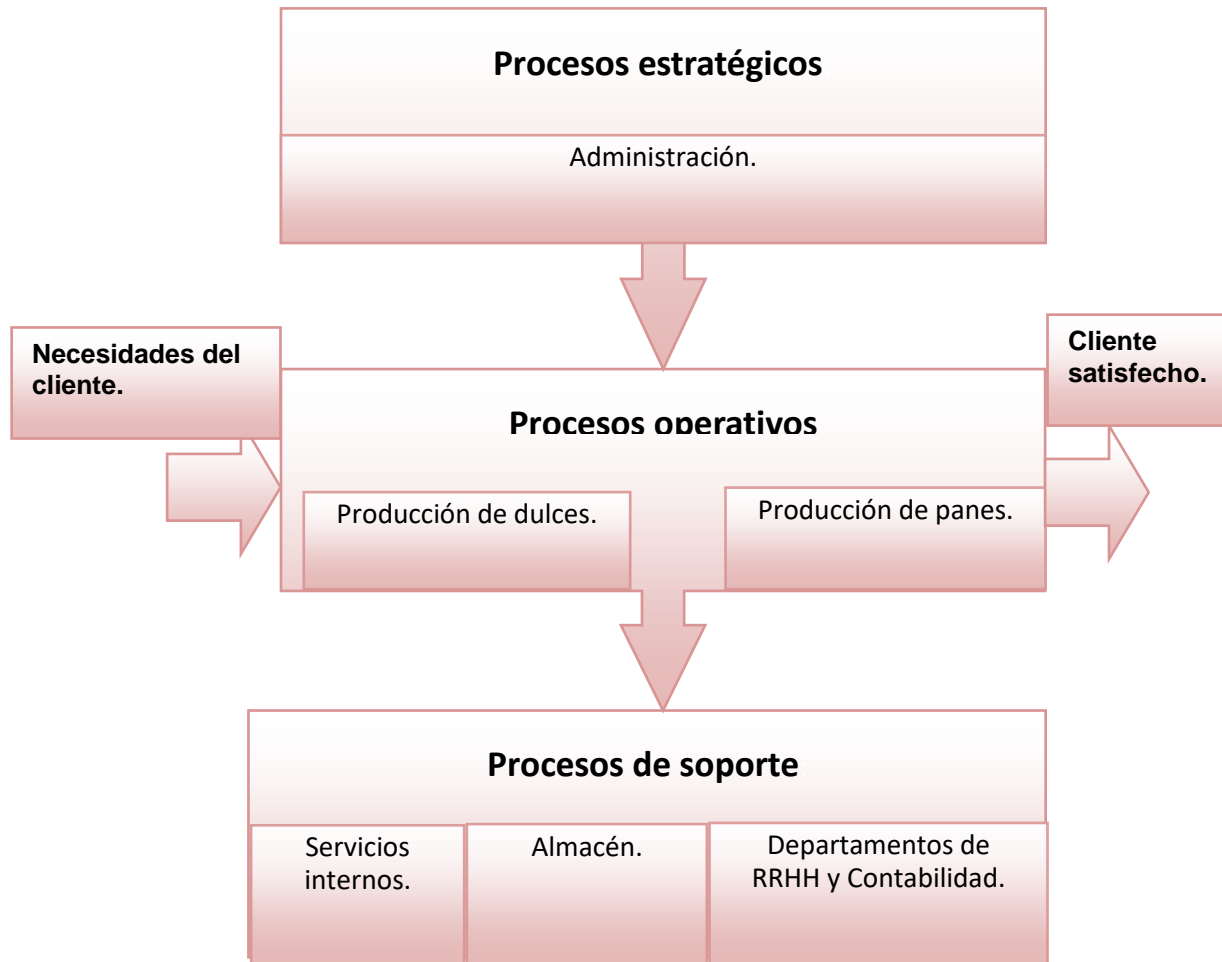 Procesos estratégicos
Administración.
Necesidades del
cliente.
Cliente
satisfecho.
Procesos operativos
Producción de dulces.
Producción de panes.
Procesos de soporte
Servicios
internos.
Almacén.
Departamentos de
RRHH y Contabilidad.